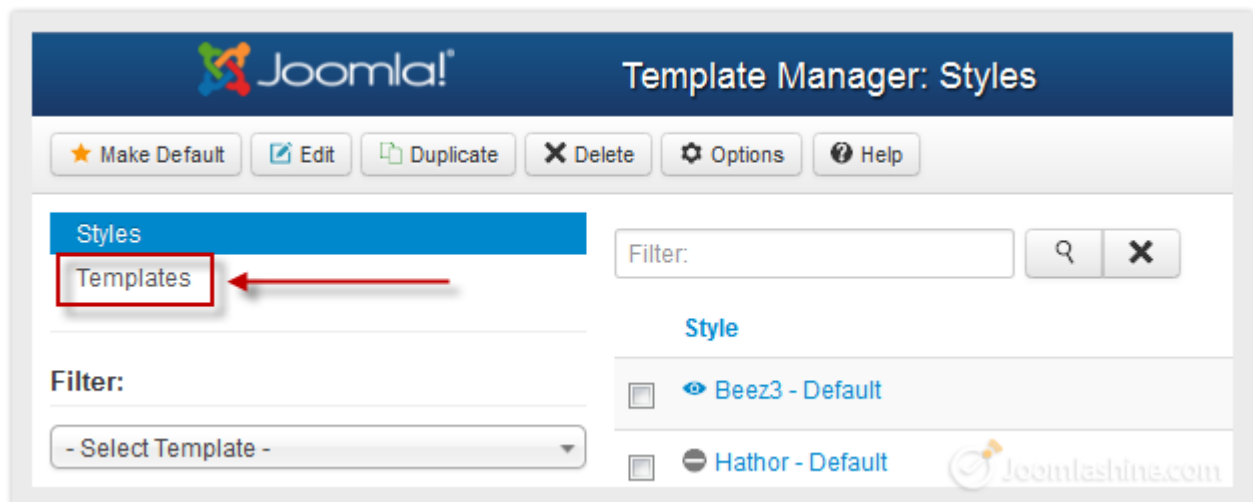 Joomla!® Template Manager: Styles
Make Default Edit Duplicate Delete Options Help
Styles
Templates
Filter:
- Select Template -
Filter:
Style
Beez3 - Default
Hathor - Default
Joomlashine.com